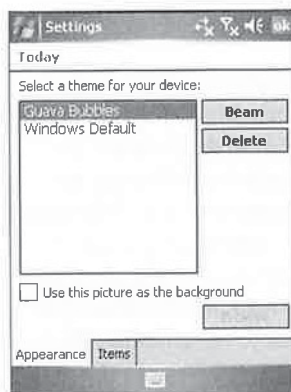 Settings
ok
Today
Select a theme for your device:
Guava Bubbles
Windows Default
Beam
Delete
Use this picture as the background
Appearance
Items